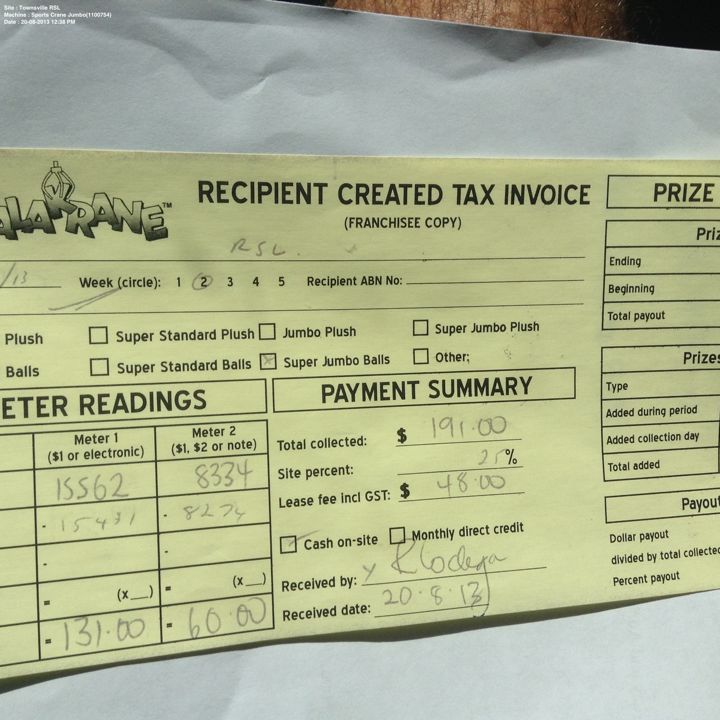 Site : Townsville RSL
Machine : Sports Crane Jumbo(1100754)
Date : 20-08-2013 12:38 PM
ALAKRANE™
RECIPIENT CREATED TAX INVOICE
(FRANCHISEE COPY)
RSL.
/13 Week (circle): 1 2 3 4 5 Recipient ABN No:
Plush Super Standard Plush Jumbo Plush Super Jumbo Plush
Balls Super Standard Balls Super Jumbo Balls Other;
ETER READINGS
Meter 1 Meter 2
($1 or electronic) ($1, $2 or note)
15562 8334
- 15431 - 8274
- -
= (x__) = (x__)
= 131.00 = 60.00
PAYMENT SUMMARY
Total collected: $ 191.00
Site percent: 25%
Lease fee incl GST: $ 48.00
Cash on-site Monthly direct credit
Received by: x
Received date: 20.8.13
PRIZE
Priz
Ending
Beginning
Total payout
Prizes
Type
Added during period
Added collection day
Total added
Payou
Dollar payout
divided by total collected
Percent payout